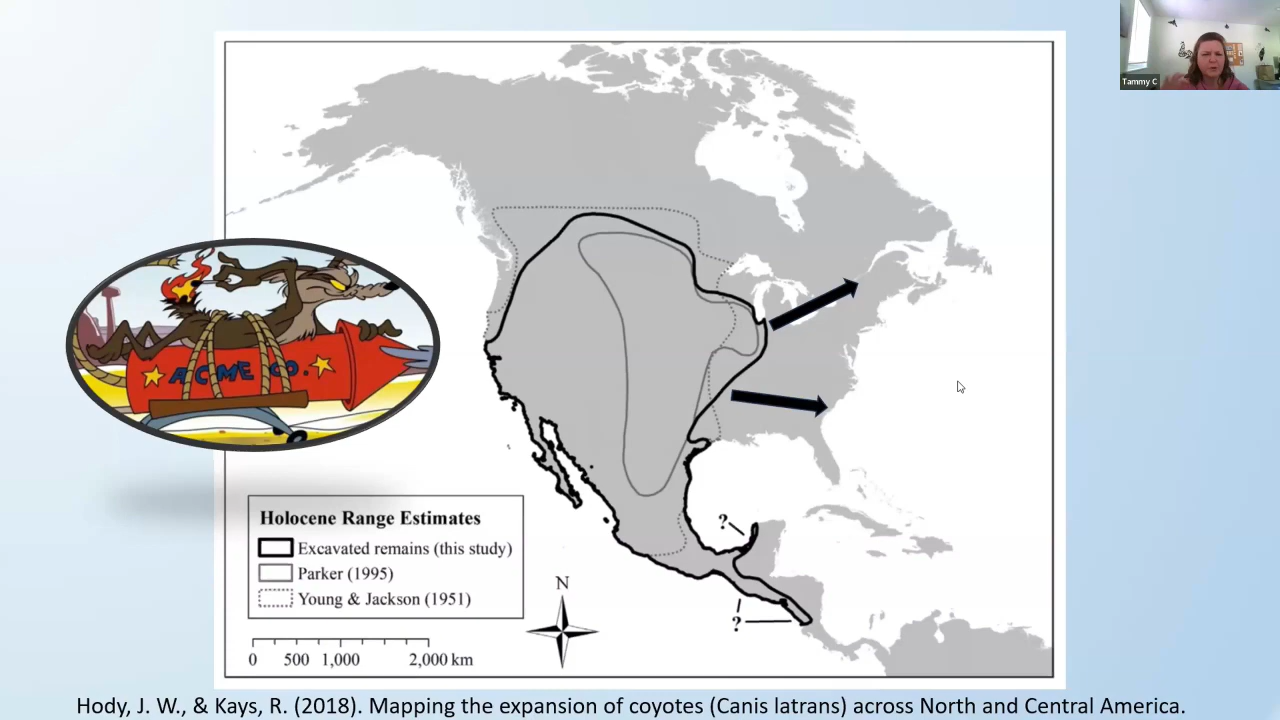 Tammy C
ACME CO.
Holocene Range Estimates
Excavated remains (this study)
Parker (1995)
Young & Jackson (1951)
0 500 1,000 2,000 km
N
?
?
Hody, J. W., & Kays, R. (2018). Mapping the expansion of coyotes (Canis latrans) across North and Central America.